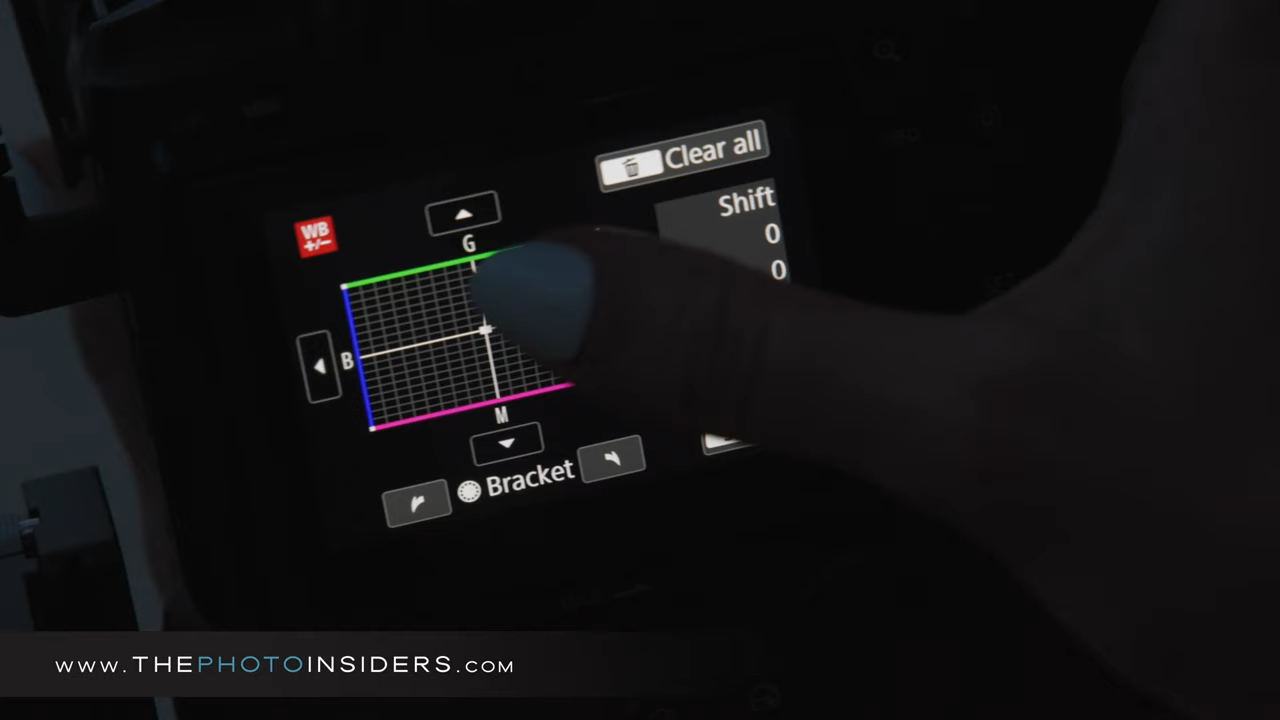 Clear all
WB
+/-
Shift
G
0
0
B
M
Bracket
WWW.THEPHOTOINSIDERS.COM